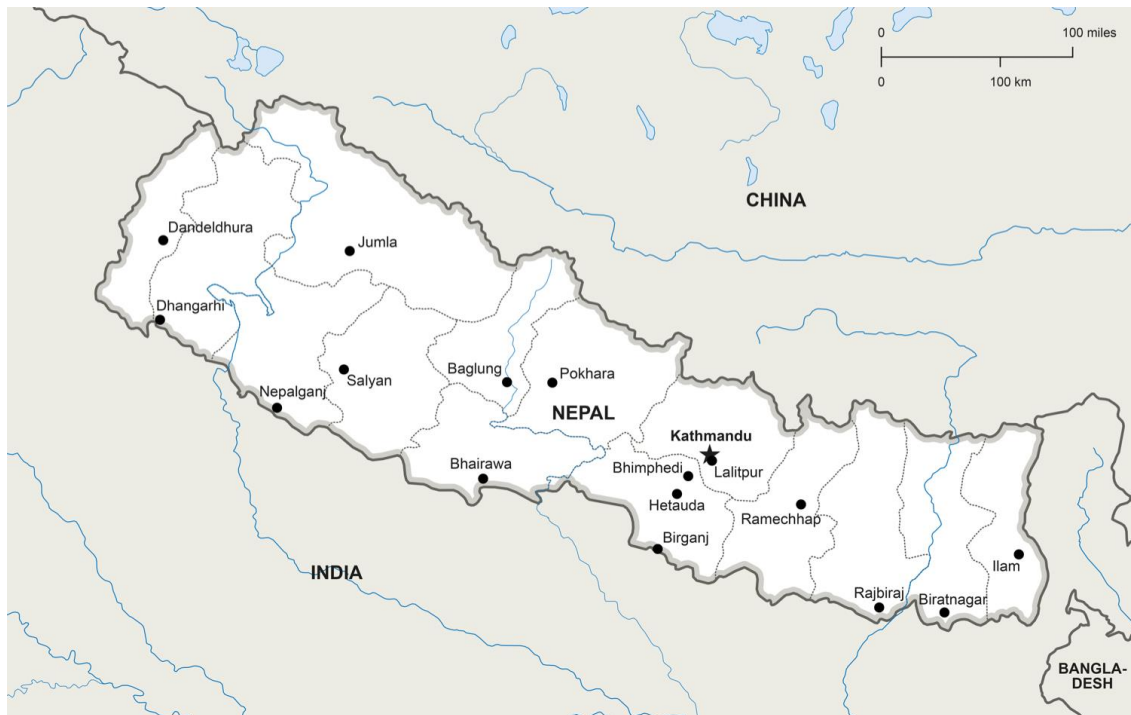 0 100 miles
0 100 km
CHINA
Dandeldhura
Jumla
Dhangarhi
Baglung
Pokhara
Salyan
Nepalganj
NEPAL
Kathmandu
Bhairawa
Bhimphedi
Lalitpur
Hetauda
Ramechhap
Birganj
Ilam
INDIA
Rajbiraj
Biratnagar
BANGLA-
DESH